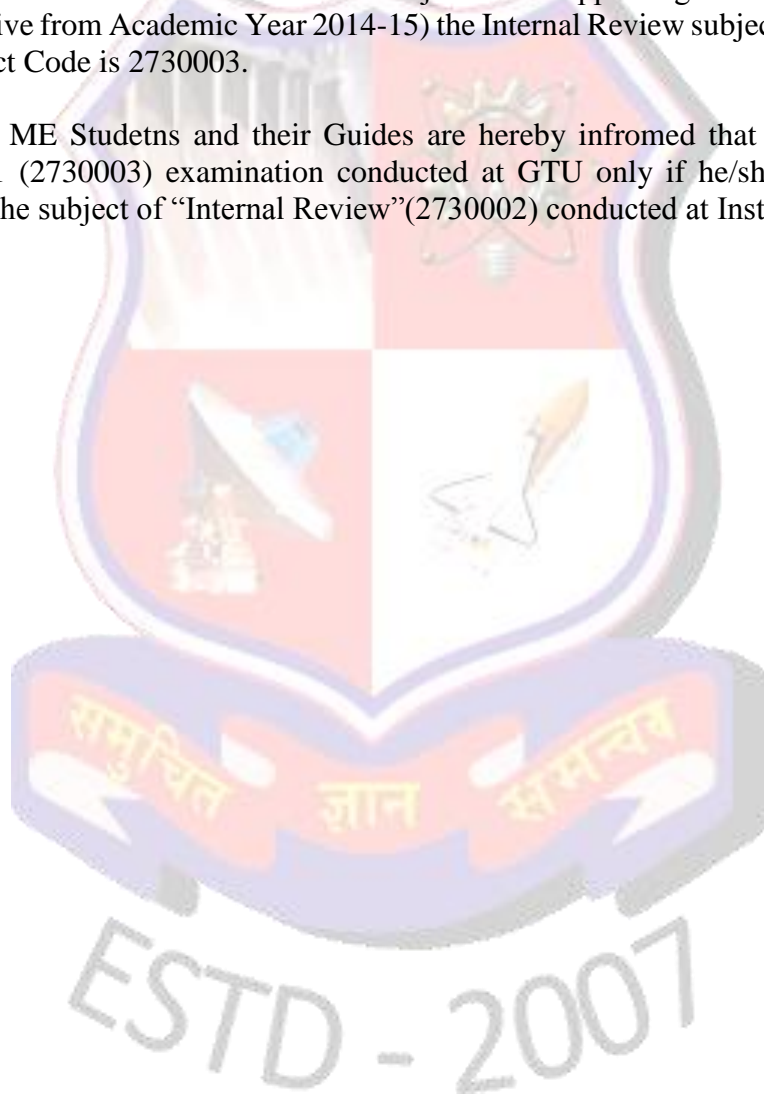 ive from Academic Year 2014-15) the Internal Review subjec
ct Code is 2730003.
ME Studetns and their Guides are hereby infromed that
(2730003) examination conducted at GTU only if he/sh
he subject of “Internal Review”(2730002) conducted at Inst
समुचित ज्ञान समन्वय
ESTD - 2007